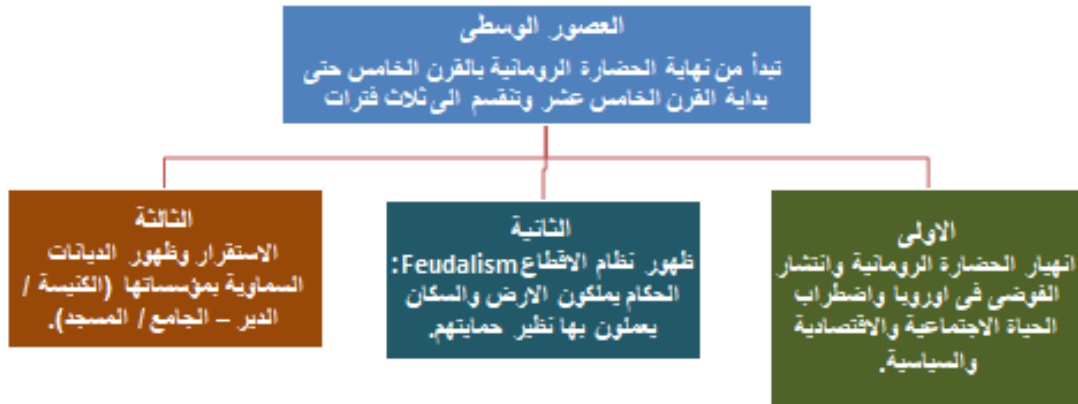 العصور الوسطى
تبدأ من نهاية الحضارة الرومانية بالقرن الخامس حتى
بداية القرن الخامس عشر وتنقسم الى ثلاث فترات
الاولى
انهيار الحضارة الرومانية وانتشار
الفوضى فى اوروبا واضطراب
الحياة الاجتماعية والاقتصادية
والسياسية.
الثانية
ظهور نظام الاقطاع Feudalism:
الحكام يملكون الارض والسكان
يعملون بها نظير حمايتهم.
الثالثة
الاستقرار وظهور الديانات
السماوية بمؤسساتها (الكنيسة /
الدير – الجامع / المسجد).